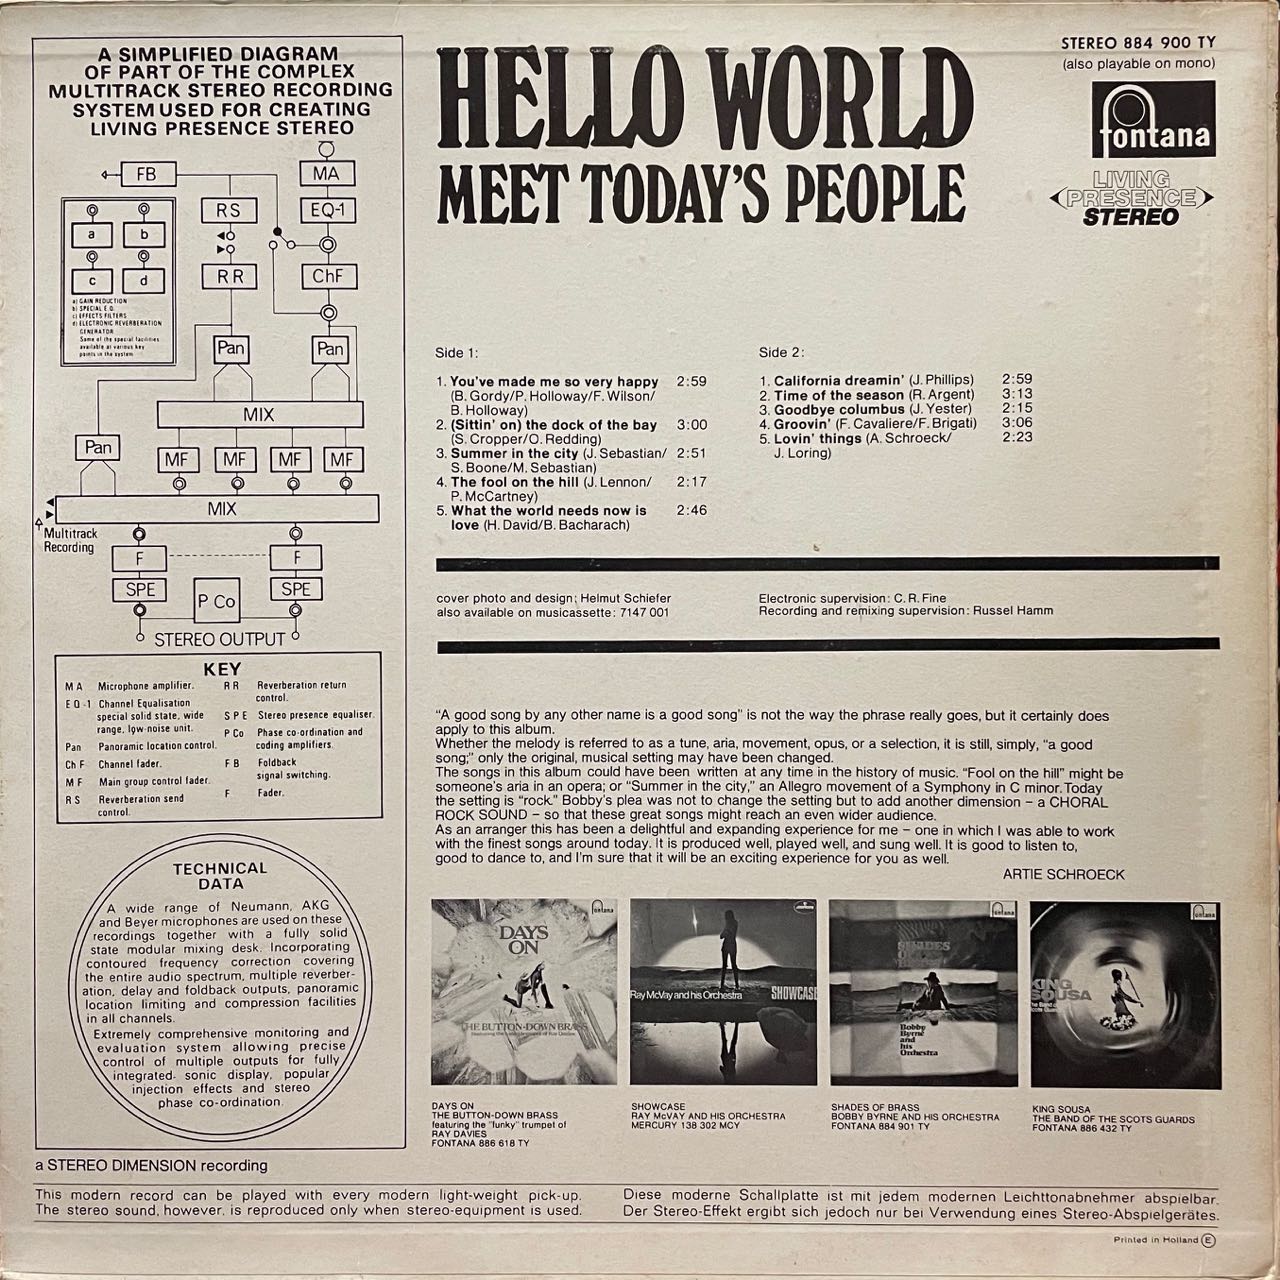 A SIMPLIFIED DIAGRAM
OF PART OF THE COMPLEX
MULTITRACK STEREO RECORDING
SYSTEM USED FOR CREATING
LIVING PRESENCE STEREO
FB
MA
RS
EQ-1
a
b
c
d
RR
ChF
a) GAIN REDUCTION
b) SPECIAL E.Q.
c) EFFECTS FILTERS
d) ELECTRONIC REVERBERATION
GENERATOR
Some of the special facilities
available at various key
points in the system
Pan
Pan
MIX
Pan
MF
MF
MF
MF
MIX
Multitrack
Recording
F
F
SPE
P Co
SPE
STEREO OUTPUT
KEY
MA Microphone amplifier.
EQ-1 Channel Equalisation
special solid state, wide
range, low-noise unit.
Pan Panoramic location control.
Ch F Channel fader.
MF Main group control fader.
RS Reverberation send
control.
RR Reverberation return
control.
SPE Stereo presence equaliser.
P Co Phase co-ordination and
coding amplifiers.
FB Foldback
signal switching.
F Fader.
TECHNICAL
DATA
A wide range of Neumann, AKG
and Beyer microphones are used on these
recordings together with a fully solid
state modular mixing desk. Incorporating
contoured frequency correction covering
the entire audio spectrum, multiple reverber-
ation, delay and foldback outputs, panoramic
location limiting and compression facilities
in all channels.
Extremely comprehensive monitoring and
evaluation system allowing precise
control of multiple outputs for fully
integrated sonic display, popular
injection effects and stereo
phase co-ordination.
a STEREO DIMENSION recording
HELLO WORLD
MEET TODAY'S PEOPLE
STEREO 884 900 TY
(also playable on mono)
fontana
LIVING
PRESENCE
STEREO
Side 1:
1. You've made me so very happy 2:59
(B. Gordy/P. Holloway/F. Wilson/
B. Holloway)
2. (Sittin' on) the dock of the bay 3:00
(S. Cropper/O. Redding)
3. Summer in the city (J. Sebastian/ 2:51
S. Boone/M. Sebastian)
4. The fool on the hill (J. Lennon/ 2:17
P. McCartney)
5. What the world needs now is 2:46
love (H. David/B. Bacharach)
Side 2:
1. California dreamin' (J. Phillips) 2:59
2. Time of the season (R. Argent) 3:13
3. Goodbye columbus (J. Yester) 2:15
4. Groovin' (F. Cavaliere/F. Brigati) 3:06
5. Lovin' things (A. Schroeck/ 2:23
J. Loring)
cover photo and design: Helmut Schiefer
also available on musicassette: 7147 001
Electronic supervision: C. R. Fine
Recording and remixing supervision: Russel Hamm
"A good song by any other name is a good song" is not the way the phrase really goes, but it certainly does
apply to this album.
Whether the melody is referred to as a tune, aria, movement, opus, or a selection, it is still, simply, "a good
song;" only the original, musical setting may have been changed.
The songs in this album could have been written at any time in the history of music. "Fool on the hill" might be
someone's aria in an opera; or "Summer in the city," an Allegro movement of a Symphony in C minor. Today
the setting is "rock." Bobby's plea was not to change the setting but to add another dimension – a CHORAL
ROCK SOUND – so that these great songs might reach an even wider audience.
As an arranger this has been a delightful and expanding experience for me – one in which I was able to work
with the finest songs around today. It is produced well, played well, and sung well. It is good to listen to,
good to dance to, and I'm sure that it will be an exciting experience for you as well.
ARTIE SCHROECK
fontana
DAYS
ON
THE BUTTON-DOWN BRASS
Ray McVay and his Orchestra
SHOWCASE
fontana
SHADES
Bobby
Byrne
and
his
Orchestra
fontana
KING
SOUSA
DAYS ON
THE BUTTON-DOWN BRASS
featuring the "funky" trumpet of
RAY DAVIES
FONTANA 886 618 TY
SHOWCASE
RAY McVAY AND HIS ORCHESTRA
MERCURY 138 302 MCY
SHADES OF BRASS
BOBBY BYRNE AND HIS ORCHESTRA
FONTANA 884 901 TY
KING SOUSA
THE BAND OF THE SCOTS GUARDS
FONTANA 886 432 TY
This modern record can be played with every modern light-weight pick-up.
The stereo sound, however, is reproduced only when stereo-equipment is used.
Diese moderne Schallplatte ist mit jedem modernen Leichttonabnehmer abspielbar.
Der Stereo-Effekt ergibt sich jedoch nur bei Verwendung eines Stereo-Abspielgerätes.
Printed in Holland E